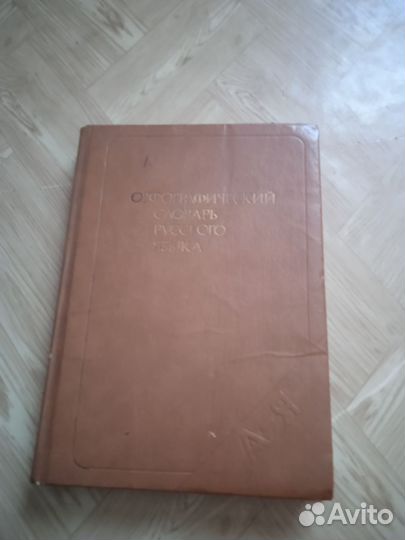 ОРФОГРАФИЧЕСКИЙ
СЛОВАРЬ
РУССКОГО
ЯЗЫКА
А-Я
Avito